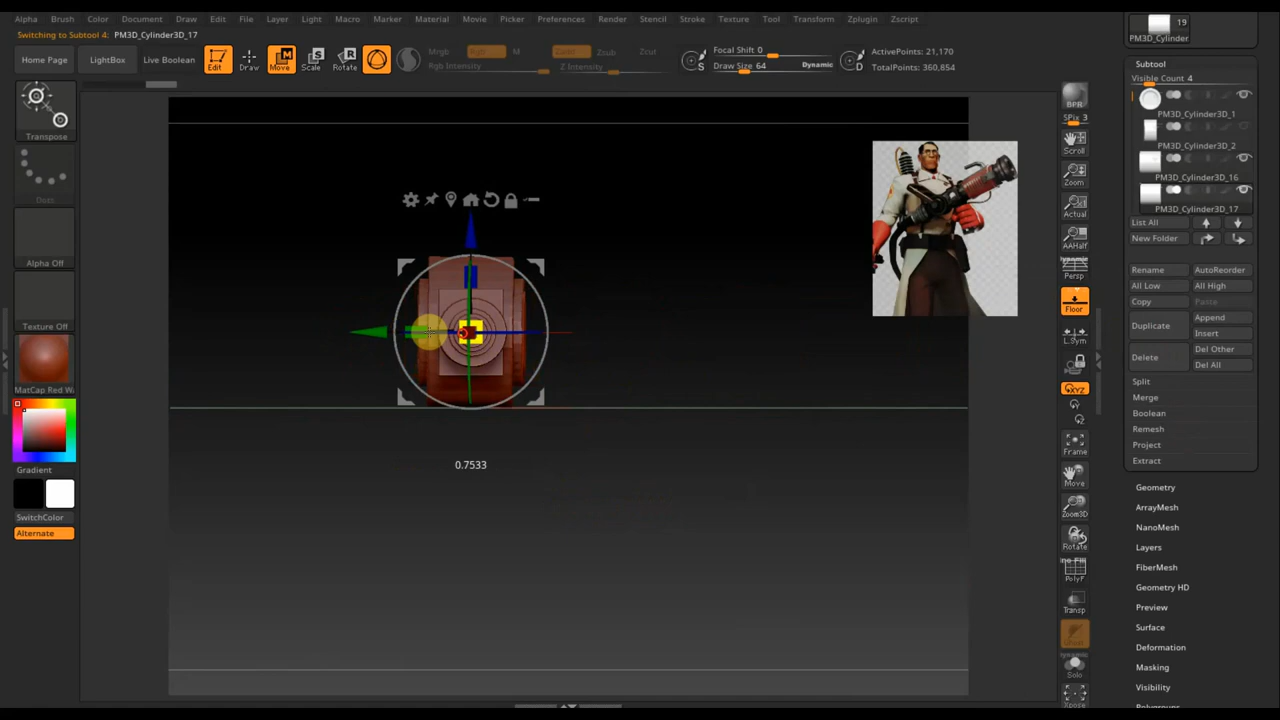 Alpha Brush Color Document Draw Edit File Layer Light Macro Marker Material Movie Picker Preferences Render Stencil Stroke Texture Tool Transform Zplugin Zscript
Switching to Subtool 4: PM3D_Cylinder3D_17
Home Page LightBox Live Boolean Edit Draw Move Scale Rotate
Mrgb Rgb M Zadd Zsub Zcut
Rgb Intensity Z Intensity
S Focal Shift 0
Draw Size 64 Dynamic
D ActivePoints: 21,170
TotalPoints: 360,854
Transpose
Dots
Alpha Off
Texture Off
MatCap Red Wa
Gradient
SwitchColor
Alternate
0.7533
BPR
SPix 3
Scroll
Zoom
Actual
AAHalf
Persp
Floor
L.Sym
XYZ
Frame
Move
Zoom3D
Rotate
PolyF
Transp
Dynamic
Solo
Xpose
19
PM3D_Cylinder
Subtool
Visible Count 4
PM3D_Cylinder3D_1
PM3D_Cylinder3D_2
PM3D_Cylinder3D_16
PM3D_Cylinder3D_17
List All
New Folder
Rename AutoReorder
All Low All High
Copy Paste
Duplicate Append
Insert
Delete Del Other
Del All
Split
Merge
Boolean
Remesh
Project
Extract
Geometry
ArrayMesh
NanoMesh
Layers
FiberMesh
Geometry HD
Preview
Surface
Deformation
Masking
Visibility